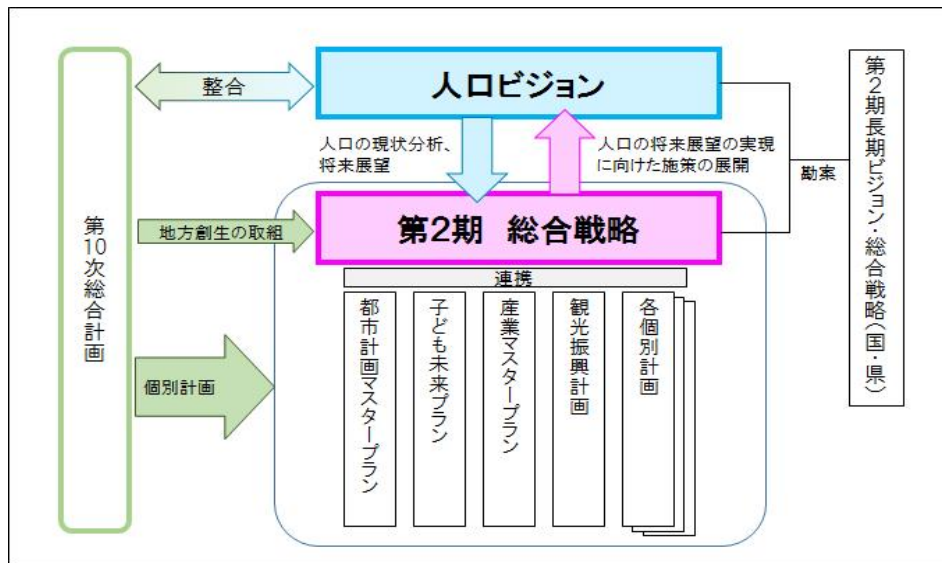 整合
人口ビジョン
人口の現状分析、
将来展望
人口の将来展望の実現
に向けた施策の展開
勘案
第2期長期ビジョン・総合戦略(国・県)
第10次総合計画
地方創生の取組
第2期 総合戦略
連携
個別計画
都市計画マスタープラン
子ども未来プラン
産業マスタープラン
観光振興計画
各個別計画